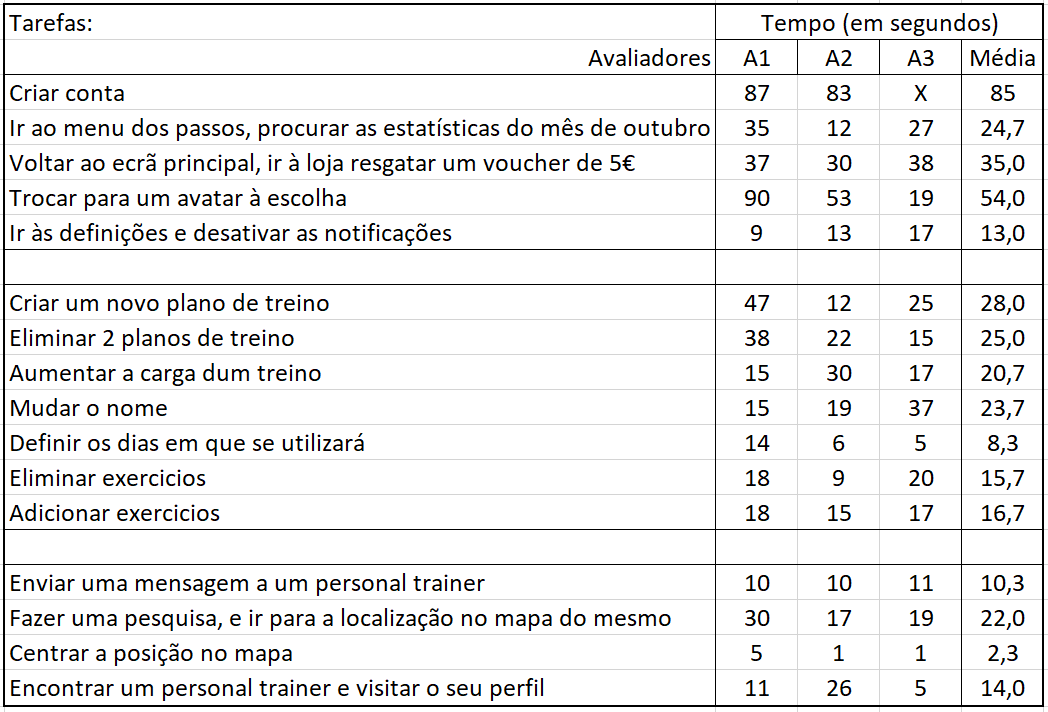 Tarefas: Tempo (em segundos)
Avaliadores A1 A2 A3 Média
Criar conta 87 83 X 85
Ir ao menu dos passos, procurar as estatísticas do mês de outubro 35 12 27 24,7
Voltar ao ecrã principal, ir à loja resgatar um voucher de 5€ 37 30 38 35,0
Trocar para um avatar à escolha 90 53 19 54,0
Ir às definições e desativar as notificações 9 13 17 13,0
Criar um novo plano de treino 47 12 25 28,0
Eliminar 2 planos de treino 38 22 15 25,0
Aumentar a carga dum treino 15 30 17 20,7
Mudar o nome 15 19 37 23,7
Definir os dias em que se utilizará 14 6 5 8,3
Eliminar exercicios 18 9 20 15,7
Adicionar exercicios 18 15 17 16,7
Enviar uma mensagem a um personal trainer 10 10 11 10,3
Fazer uma pesquisa, e ir para a localização no mapa do mesmo 30 17 19 22,0
Centrar a posição no mapa 5 1 1 2,3
Encontrar um personal trainer e visitar o seu perfil 11 26 5 14,0